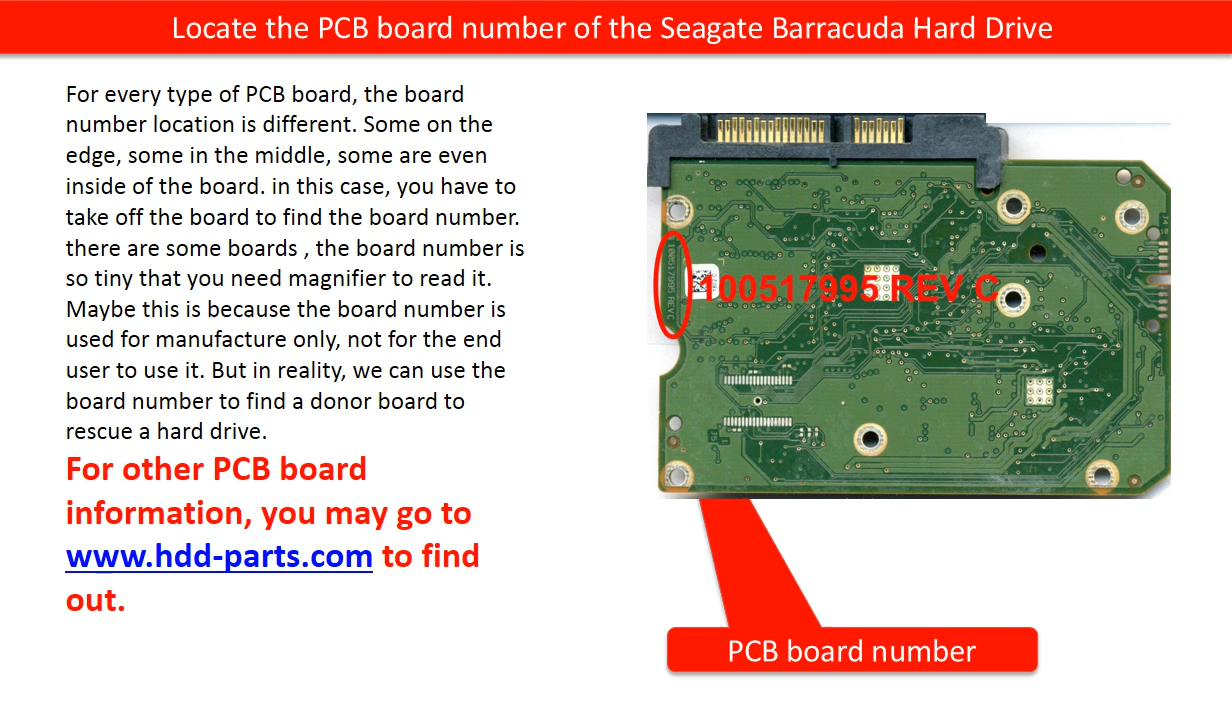 Locate the PCB board number of the Seagate Barracuda Hard Drive
For every type of PCB board, the board
number location is different. Some on the
edge, some in the middle, some are even
inside of the board. in this case, you have to
take off the board to find the board number.
there are some boards , the board number is
so tiny that you need magnifier to read it.
Maybe this is because the board number is
used for manufacture only, not for the end
user to use it. But in reality, we can use the
board number to find a donor board to
rescue a hard drive.
For other PCB board
information, you may go to
www.hdd-parts.com to find
out.
100517995 REV C
100517995 REV C
PCB board number